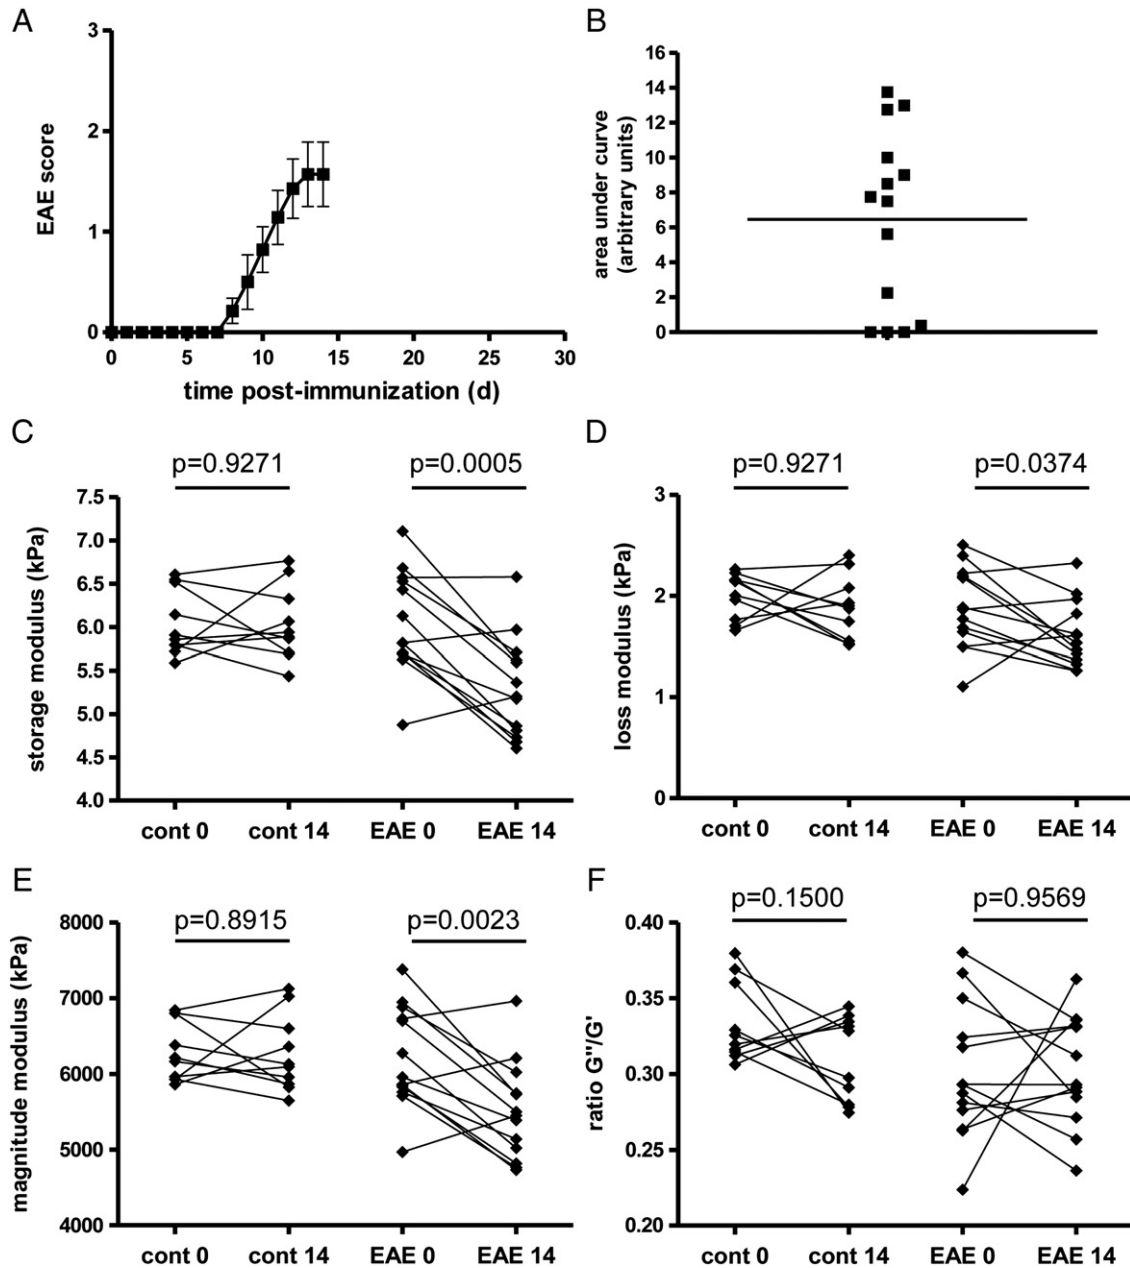 A
3
2
1
0
EAE score
0 5 10 15 20 25 30
time post-immunization (d)
B
16
14
12
10
8
6
4
2
0
area under curve
(arbitrary units)
C
p=0.9271 p=0.0005
7.5
7.0
6.5
6.0
5.5
5.0
4.5
4.0
storage modulus (kPa)
cont 0 cont 14 EAE 0 EAE 14
D
p=0.9271 p=0.0374
3
2
1
0
loss modulus (kPa)
cont 0 cont 14 EAE 0 EAE 14
E
p=0.8915 p=0.0023
8000
7000
6000
5000
4000
magnitude modulus (kPa)
cont 0 cont 14 EAE 0 EAE 14
F
p=0.1500 p=0.9569
0.40
0.35
0.30
0.25
0.20
ratio G"/G'
cont 0 cont 14 EAE 0 EAE 14